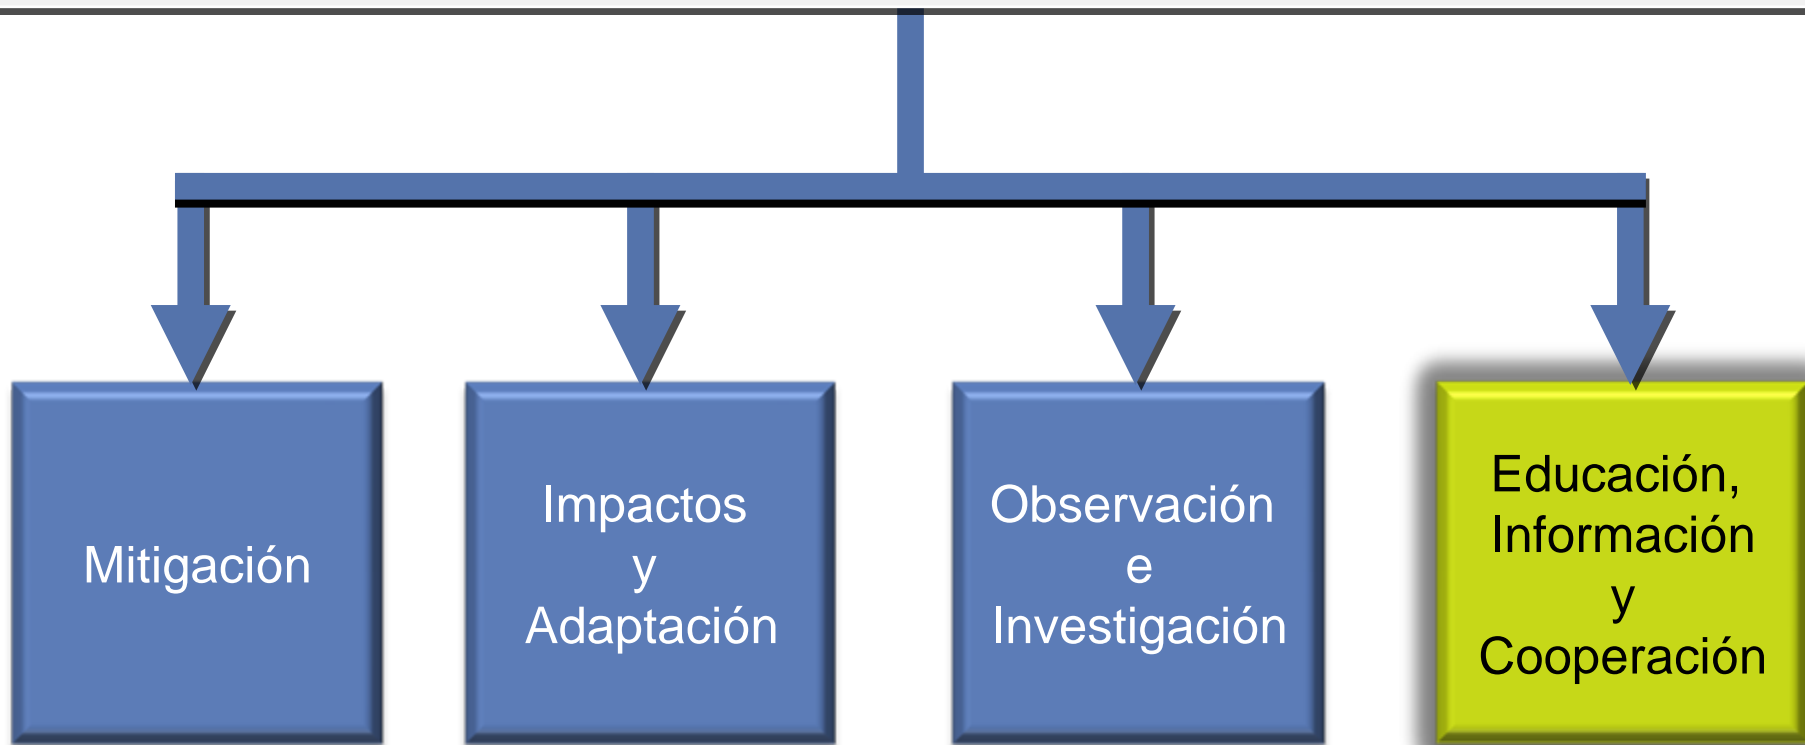 Mitigación
Impactos
y
Adaptación
Observación
e
Investigación
Educación,
Información
y
Cooperación